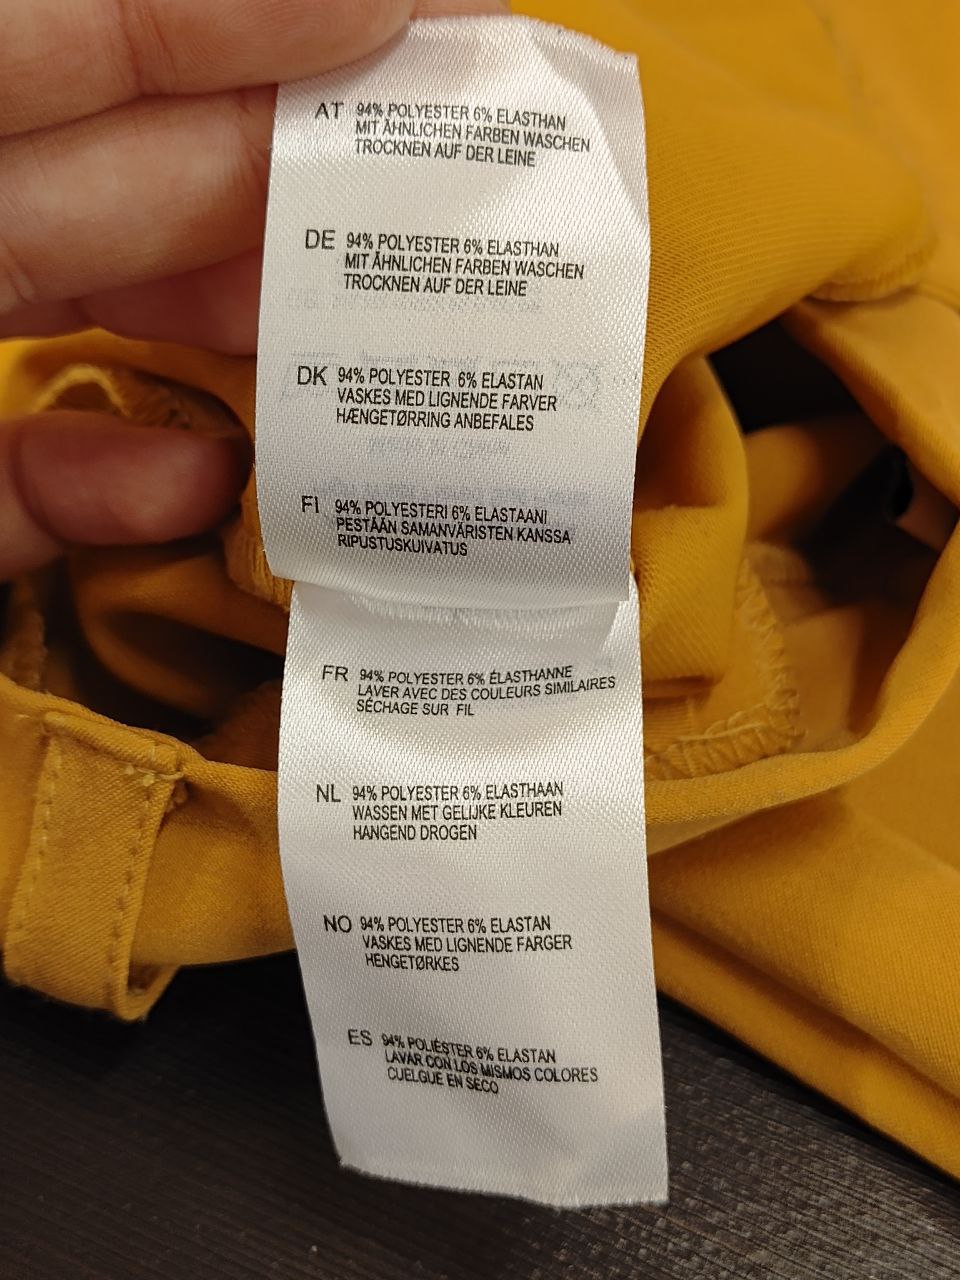 AT 94% POLYESTER 6% ELASTHAN
MIT ÄHNLICHEN FARBEN WASCHEN
TROCKNEN AUF DER LEINE
DE 94% POLYESTER 6% ELASTHAN
MIT ÄHNLICHEN FARBEN WASCHEN
TROCKNEN AUF DER LEINE
DK 94% POLYESTER 6% ELASTAN
VASKES MED LIGNENDE FARVER
HÆNGETØRRING ANBEFALES
FI 94% POLYESTERI 6% ELASTAANI
PESTÄÄN SAMANVÄRISTEN KANSSA
RIPUSTUSKUIVATUS
FR 94% POLYESTER 6% ÉLASTHANNE
LAVER AVEC DES COULEURS SIMILAIRES
SÉCHAGE SUR FIL
NL 94% POLYESTER 6% ELASTHAAN
WASSEN MET GELIJKE KLEUREN
HANGEND DROGEN
NO 94% POLYESTER 6% ELASTAN
VASKES MED LIGNENDE FARGER
HENGETØRKES
ES 94% POLIÉSTER 6% ELASTAN
LAVAR CON LOS MISMOS COLORES
CUELGUE EN SECO